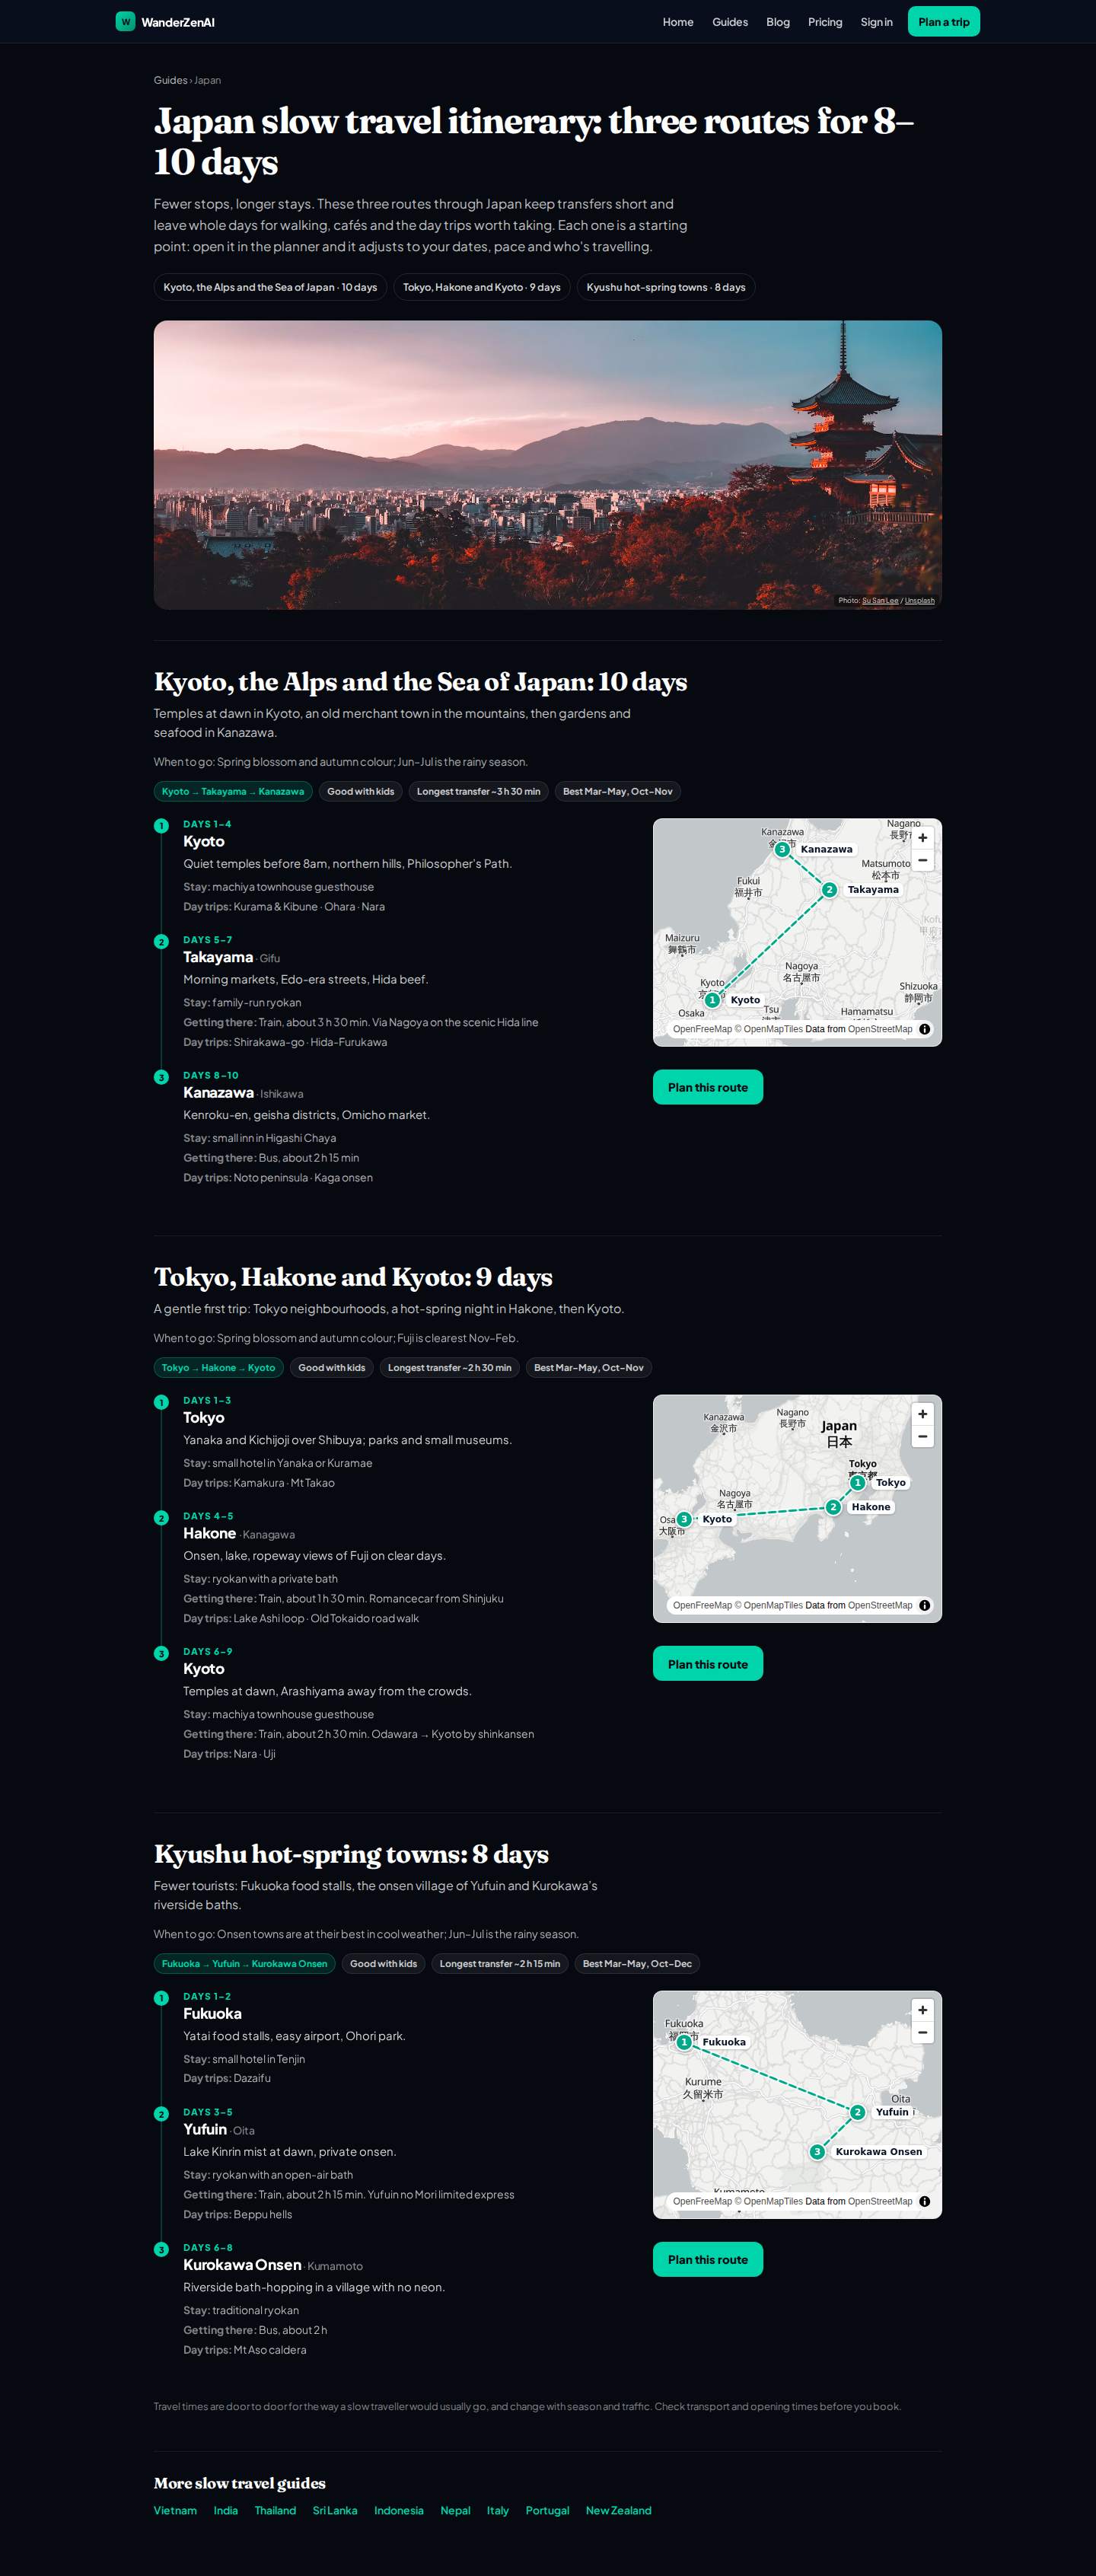 W WanderZenAI Home Guides Blog Pricing Sign in Plan a trip
Guides › Japan
Japan slow travel itinerary: three routes for 8–
10 days
Fewer stops, longer stays. These three routes through Japan keep transfers short and
leave whole days for walking, cafés and the day trips worth taking. Each one is a starting
point: open it in the planner and it adjusts to your dates, pace and who's travelling.
Kyoto, the Alps and the Sea of Japan · 10 days Tokyo, Hakone and Kyoto · 9 days Kyushu hot-spring towns · 8 days
Photo: Su San Lee / Unsplash
Kyoto, the Alps and the Sea of Japan: 10 days
Temples at dawn in Kyoto, an old merchant town in the mountains, then gardens and
seafood in Kanazawa.
When to go: Spring blossom and autumn colour; Jun–Jul is the rainy season.
Kyoto → Takayama → Kanazawa Good with kids Longest transfer ~3 h 30 min Best Mar–May, Oct–Nov
1 DAYS 1–4
Kyoto
Quiet temples before 8am, northern hills, Philosopher's Path.
Stay: machiya townhouse guesthouse
Day trips: Kurama & Kibune · Ohara · Nara
2 DAYS 5–7
Takayama · Gifu
Morning markets, Edo-era streets, Hida beef.
Stay: family-run ryokan
Getting there: Train, about 3 h 30 min. Via Nagoya on the scenic Hida line
Day trips: Shirakawa-go · Hida-Furukawa
3 DAYS 8–10
Kanazawa · Ishikawa
Kenroku-en, geisha districts, Omicho market.
Stay: small inn in Higashi Chaya
Getting there: Bus, about 2 h 15 min
Day trips: Noto peninsula · Kaga onsen
Nagano
Kanazawa
3 Kanazawa
Matsumoto
松本市
Fukui
福井市
2 Takayama
Maizuru
舞鶴市
Nagoya
名古屋市
Kyoto
1 Kyoto
Shizuoka
静岡市
Tsu
Osaka
Hamamatsu
OpenFreeMap © OpenMapTiles Data from OpenStreetMap
Plan this route
Tokyo, Hakone and Kyoto: 9 days
A gentle first trip: Tokyo neighbourhoods, a hot-spring night in Hakone, then Kyoto.
When to go: Spring blossom and autumn colour; Fuji is clearest Nov–Feb.
Tokyo → Hakone → Kyoto Good with kids Longest transfer ~2 h 30 min Best Mar–May, Oct–Nov
1 DAYS 1–3
Tokyo
Yanaka and Kichijoji over Shibuya; parks and small museums.
Stay: small hotel in Yanaka or Kuramae
Day trips: Kamakura · Mt Takao
2 DAYS 4–5
Hakone · Kanagawa
Onsen, lake, ropeway views of Fuji on clear days.
Stay: ryokan with a private bath
Getting there: Train, about 1 h 30 min. Romancecar from Shinjuku
Day trips: Lake Ashi loop · Old Tokaido road walk
3 DAYS 6–9
Kyoto
Temples at dawn, Arashiyama away from the crowds.
Stay: machiya townhouse guesthouse
Getting there: Train, about 2 h 30 min. Odawara → Kyoto by shinkansen
Day trips: Nara · Uji
Kanazawa
金沢市
Nagano
長野市
Japan
日本
Tokyo
1 Tokyo
Nagoya
名古屋市
2 Hakone
3 Kyoto
大阪市
OpenFreeMap © OpenMapTiles Data from OpenStreetMap
Plan this route
Kyushu hot-spring towns: 8 days
Fewer tourists: Fukuoka food stalls, the onsen village of Yufuin and Kurokawa's
riverside baths.
When to go: Onsen towns are at their best in cool weather; Jun–Jul is the rainy season.
Fukuoka → Yufuin → Kurokawa Onsen Good with kids Longest transfer ~2 h 15 min Best Mar–May, Oct–Dec
1 DAYS 1–2
Fukuoka
Yatai food stalls, easy airport, Ohori park.
Stay: small hotel in Tenjin
Day trips: Dazaifu
2 DAYS 3–5
Yufuin · Oita
Lake Kinrin mist at dawn, private onsen.
Stay: ryokan with an open-air bath
Getting there: Train, about 2 h 15 min. Yufuin no Mori limited express
Day trips: Beppu hells
3 DAYS 6–8
Kurokawa Onsen · Kumamoto
Riverside bath-hopping in a village with no neon.
Stay: traditional ryokan
Getting there: Bus, about 2 h
Day trips: Mt Aso caldera
Fukuoka
1 Fukuoka
Kurume
久留米市
Oita
2 Yufuin
3 Kurokawa Onsen
OpenFreeMap © OpenMapTiles Data from OpenStreetMap
Plan this route
Travel times are door to door for the way a slow traveller would usually go, and change with season and traffic. Check transport and opening times before you book.
More slow travel guides
Vietnam India Thailand Sri Lanka Indonesia Nepal Italy Portugal New Zealand